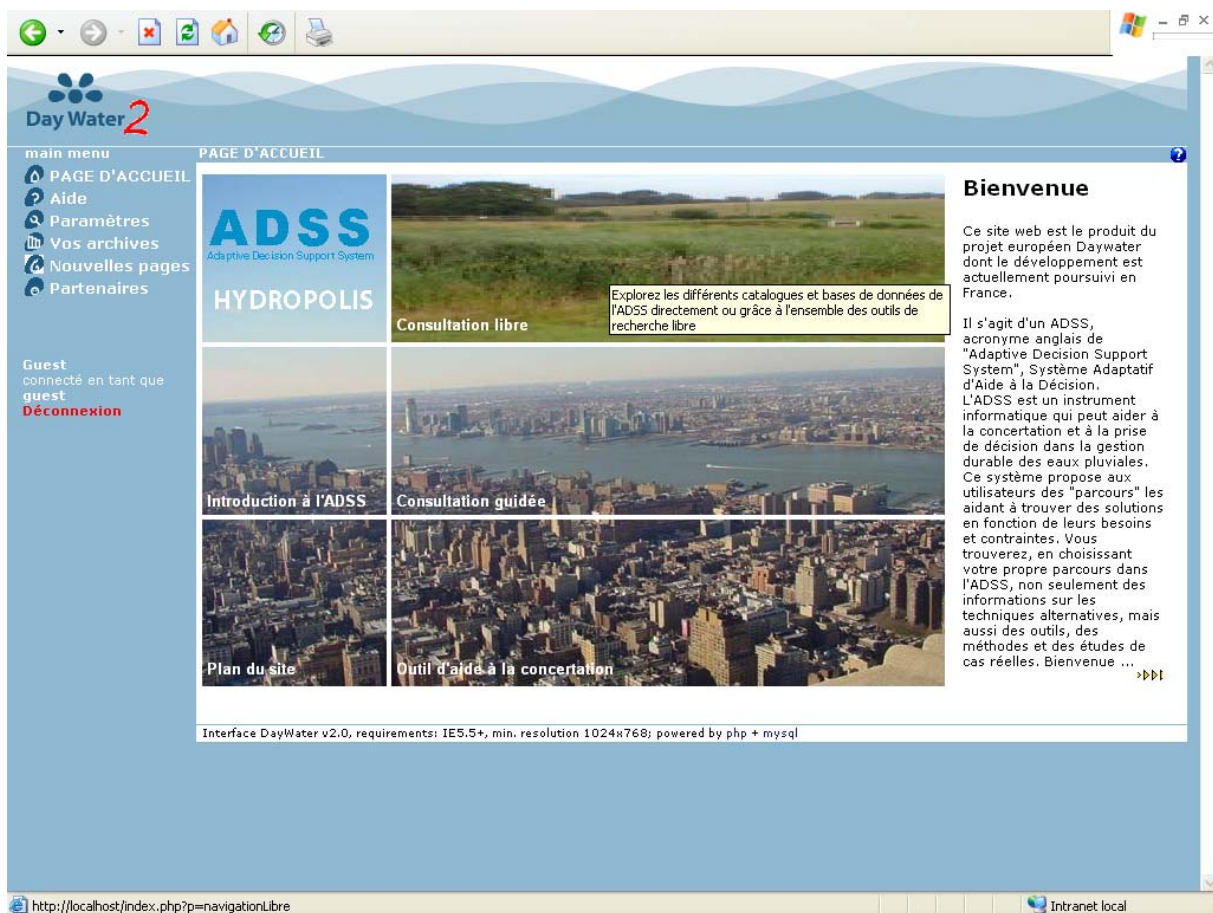 Day Water 2
main menu
PAGE D'ACCUEIL
Aide
Paramètres
Vos archives
Nouvelles pages
Partenaires
Guest
connecté en tant que
guest
Déconnexion
PAGE D'ACCUEIL
ADSS
Adaptive Decision Support System
HYDROPOLIS
Consultation libre
Explorez les différents catalogues et bases de données de
l'ADSS directement ou grâce à l'ensemble des outils de
recherche libre
Introduction à l'ADSS
Consultation guidée
Plan du site
Outil d'aide à la concertation
Bienvenue
Ce site web est le produit du
projet européen Daywater
dont le développement est
actuellement poursuivi en
France.
Il s'agit d'un ADSS,
acronyme anglais de
"Adaptive Decision Support
System", Système Adaptatif
d'Aide à la Décision.
L'ADSS est un instrument
informatique qui peut aider à
la concertation et à la prise
de décision dans la gestion
durable des eaux pluviales.
Ce système propose aux
utilisateurs des "parcours" les
aidant à trouver des solutions
en fonction de leurs besoins
et contraintes. Vous
trouverez, en choisissant
votre propre parcours dans
l'ADSS, non seulement des
informations sur les
techniques alternatives, mais
aussi des outils, des
méthodes et des études de
cas réelles. Bienvenue ...
Interface DayWater v2.0, requirements: IE5.5+, min. resolution 1024x768; powered by php + mysql
http://localhost/index.php?p=navigationLibre
Intranet local